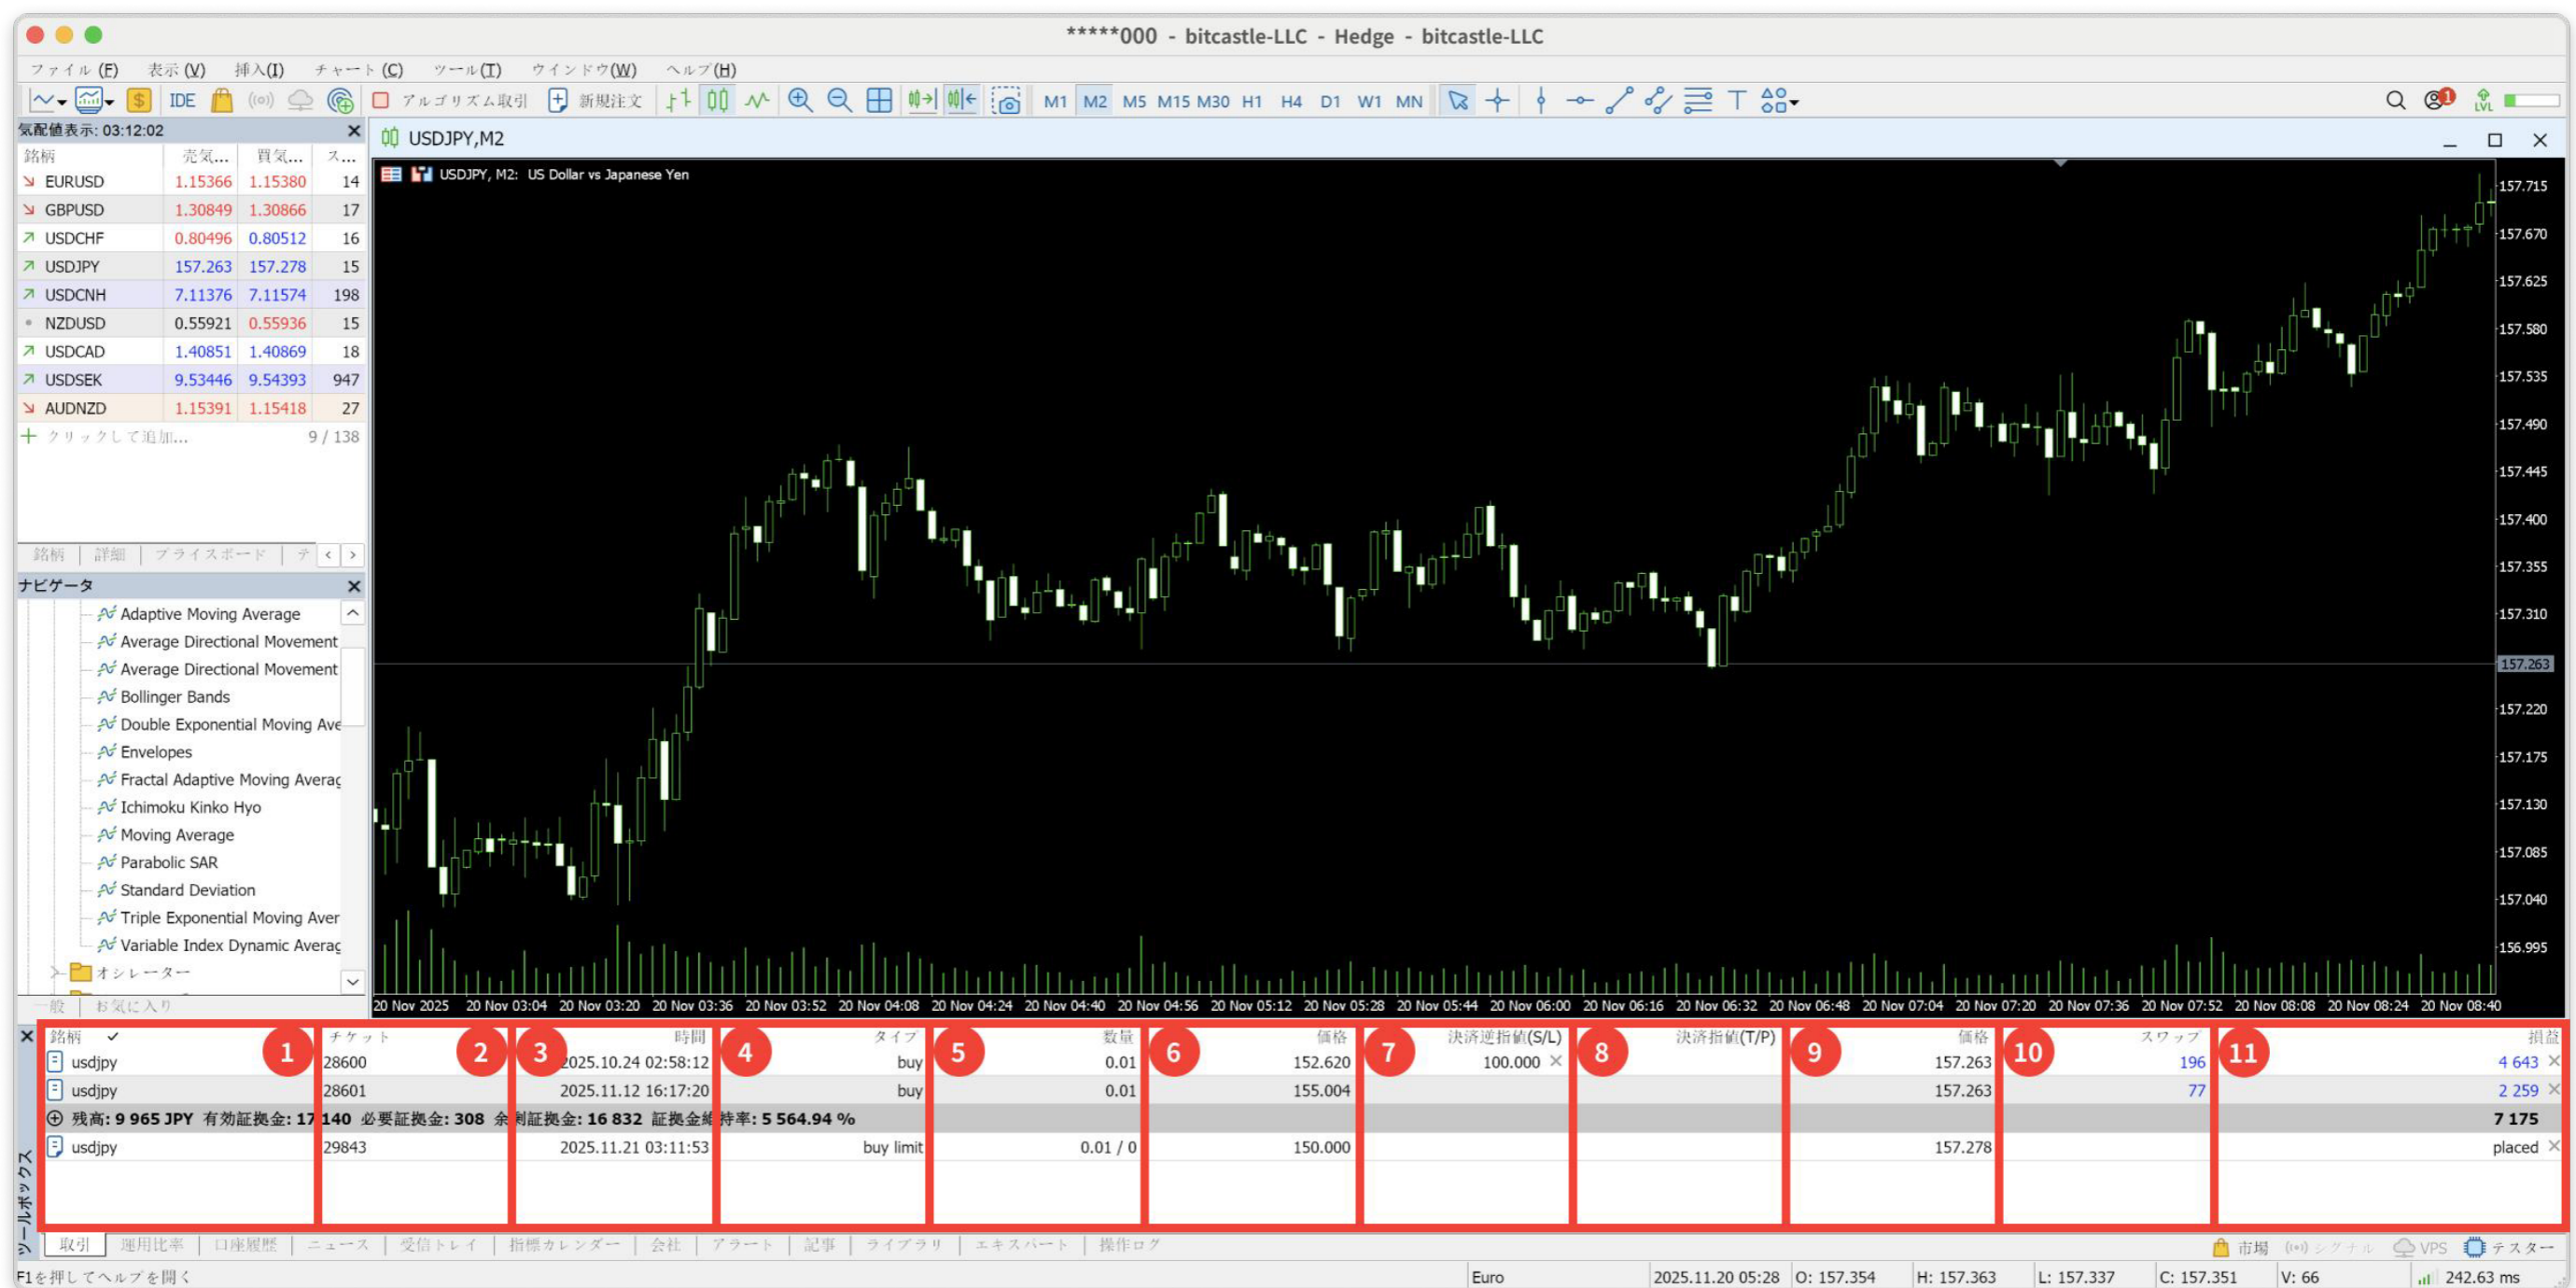 *****000 - bitcastle-LLC - Hedge - bitcastle-LLC
ファイル (F) 表示 (V) 挿入(I) チャート (C) ツール(T) ウインドウ(W) ヘルプ(H)
IDE アルゴリズム取引 新規注文 M1 M2 M5 M15 M30 H1 H4 D1 W1 MN 1 LVL
気配値表示: 03:12:02
銘柄 売気... 買気... ス...
EURUSD 1.15366 1.15380 14
GBPUSD 1.30849 1.30866 17
USDCHF 0.80496 0.80512 16
USDJPY 157.263 157.278 15
USDCNH 7.11376 7.11574 198
NZDUSD 0.55921 0.55936 15
USDCAD 1.40851 1.40869 18
USDSEK 9.53446 9.54393 947
AUDNZD 1.15391 1.15418 27
クリックして追加... 9 / 138
銘柄 詳細 プライスボード テ
ナビゲータ
Adaptive Moving Average
Average Directional Movement
Average Directional Movement
Bollinger Bands
Double Exponential Moving Ave
Envelopes
Fractal Adaptive Moving Averag
Ichimoku Kinko Hyo
Moving Average
Parabolic SAR
Standard Deviation
Triple Exponential Moving Aver
Variable Index Dynamic Averag
オシレーター
一般 お気に入り
USDJPY,M2
USDJPY, M2: US Dollar vs Japanese Yen
157.715
157.670
157.625
157.580
157.535
157.490
157.445
157.400
157.355
157.310
157.263
157.220
157.175
157.130
157.085
157.040
156.995
20 Nov 2025 20 Nov 03:04 20 Nov 03:20 20 Nov 03:36 20 Nov 03:52 20 Nov 04:08 20 Nov 04:24 20 Nov 04:40 20 Nov 04:56 20 Nov 05:12 20 Nov 05:28 20 Nov 05:44 20 Nov 06:00 20 Nov 06:16 20 Nov 06:32 20 Nov 06:48 20 Nov 07:04 20 Nov 07:20 20 Nov 07:36 20 Nov 07:52 20 Nov 08:08 20 Nov 08:24 20 Nov 08:40
銘柄 チケット 時間 タイプ 数量 価格 決済逆指値(S/L) 決済指値(T/P) 価格 スワップ 損益
1 2 3 4 5 6 7 8 9 10 11
usdjpy 28600 2025.10.24 02:58:12 buy 0.01 152.620 100.000 157.263 196 4 643
usdjpy 28601 2025.11.12 16:17:20 buy 0.01 155.004 157.263 77 2 259
残高: 9 965 JPY 有効証拠金: 17 140 必要証拠金: 308 余剰証拠金: 16 832 証拠金維持率: 5 564.94 % 7 175
usdjpy 29843 2025.11.21 03:11:53 buy limit 0.01 / 0 150.000 157.278 placed
ツールボックス
取引 運用比率 口座履歴 ニュース 受信トレイ 指標カレンダー 会社 アラート 記事 ライブラリ エキスパート 操作ログ 市場 シグナル VPS テスター
F1を押してヘルプを開く Euro 2025.11.20 05:28 O: 157.354 H: 157.363 L: 157.337 C: 157.351 V: 66 242.63 ms